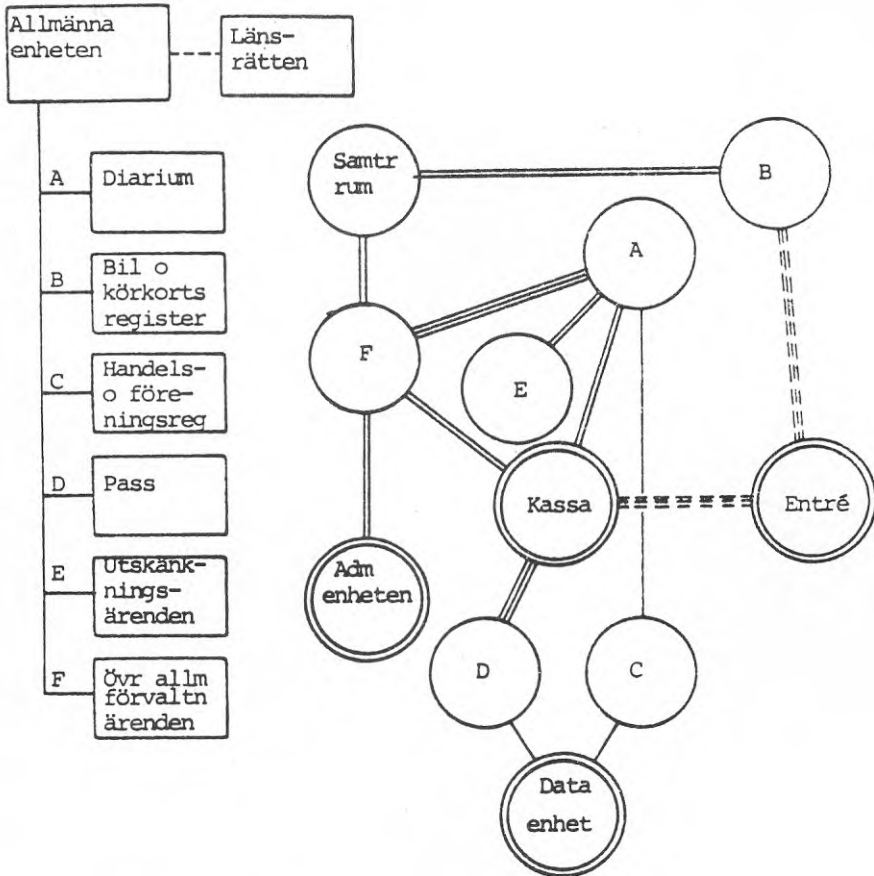 Allmänna
enheten
Läns-
rätten
A
Diarium
B
Bil o
körkorts
register
C
Handels-
o före-
ningsreg
D
Pass
E
Utskänk-
nings-
ärenden
F
Övr allm
förvaltn
ärenden
Samtr
rum
B
A
F
E
Kassa
Entré
Adm
enheten
D
C
Data
enhet